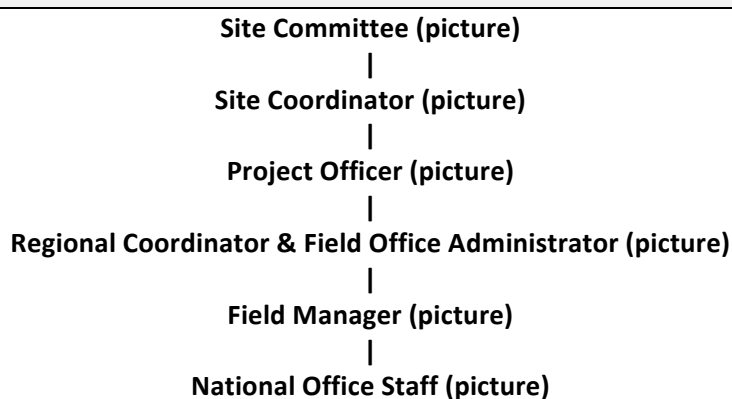 Site Committee (picture)
|
Site Coordinator (picture)
|
Project Officer (picture)
|
Regional Coordinator & Field Office Administrator (picture)
|
Field Manager (picture)
|
National Office Staff (picture)